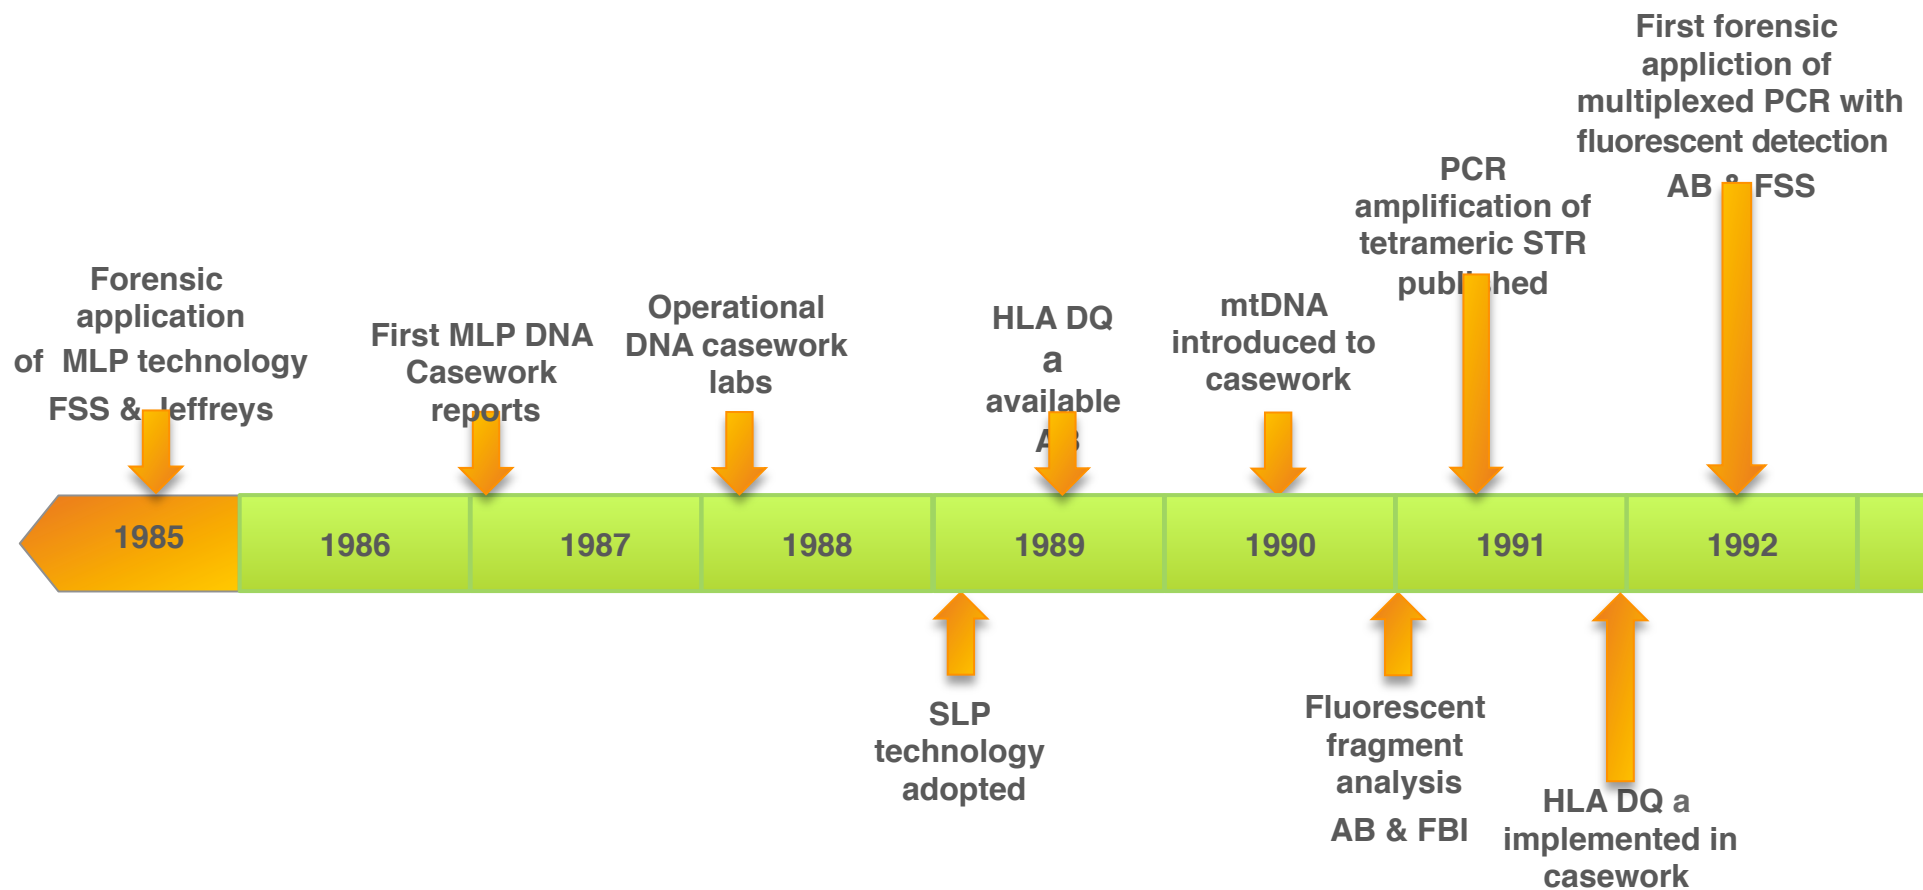 Forensic
application
of MLP technology
FSS & Jeffreys
First MLP DNA
Casework
reports
Operational
DNA casework
labs
HLA DQ
a
available
AB
mtDNA
introduced to
casework
PCR
amplification of
tetrameric STR
published
First forensic
appliction of
multiplexed PCR with
fluorescent detection
AB & FSS
1985
1986
1987
1988
1989
1990
1991
1992
SLP
technology
adopted
Fluorescent
fragment
analysis
AB & FBI
HLA DQ a
implemented in
casework